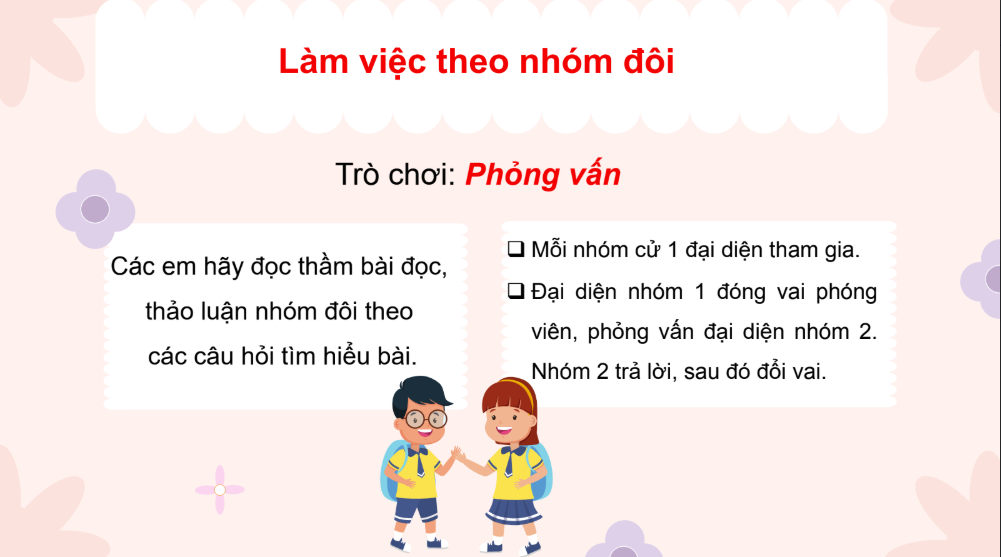 Làm việc theo nhóm đôi
Trò chơi: Phỏng vấn
Các em hãy đọc thầm bài đọc,
thảo luận nhóm đôi theo
các câu hỏi tìm hiểu bài.
❑ Mỗi nhóm cử 1 đại diện tham gia.
❑ Đại diện nhóm 1 đóng vai phóng
viên, phỏng vấn đại diện nhóm 2.
Nhóm 2 trả lời, sau đó đổi vai.